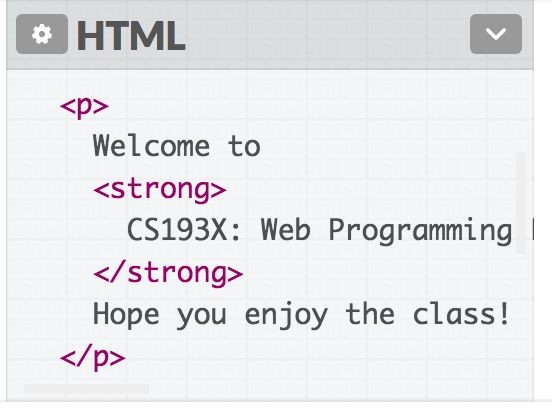 HTML
<p>
Welcome to
<strong>
CS193X: Web Programming
</strong>
Hope you enjoy the class!
</p>